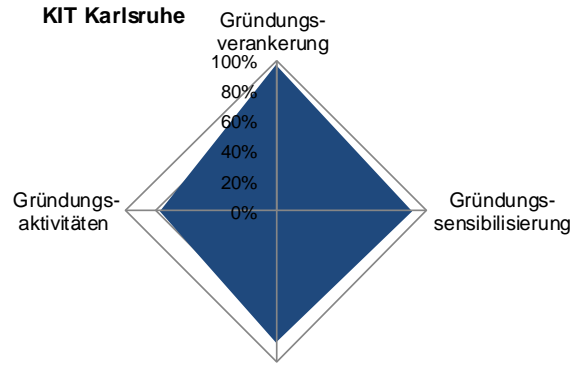 KIT Karlsruhe
Gründungs-
verankerung
100%
80%
60%
40%
20%
0%
Gründungs-
aktivitäten
Gründungs-
sensibilisierung